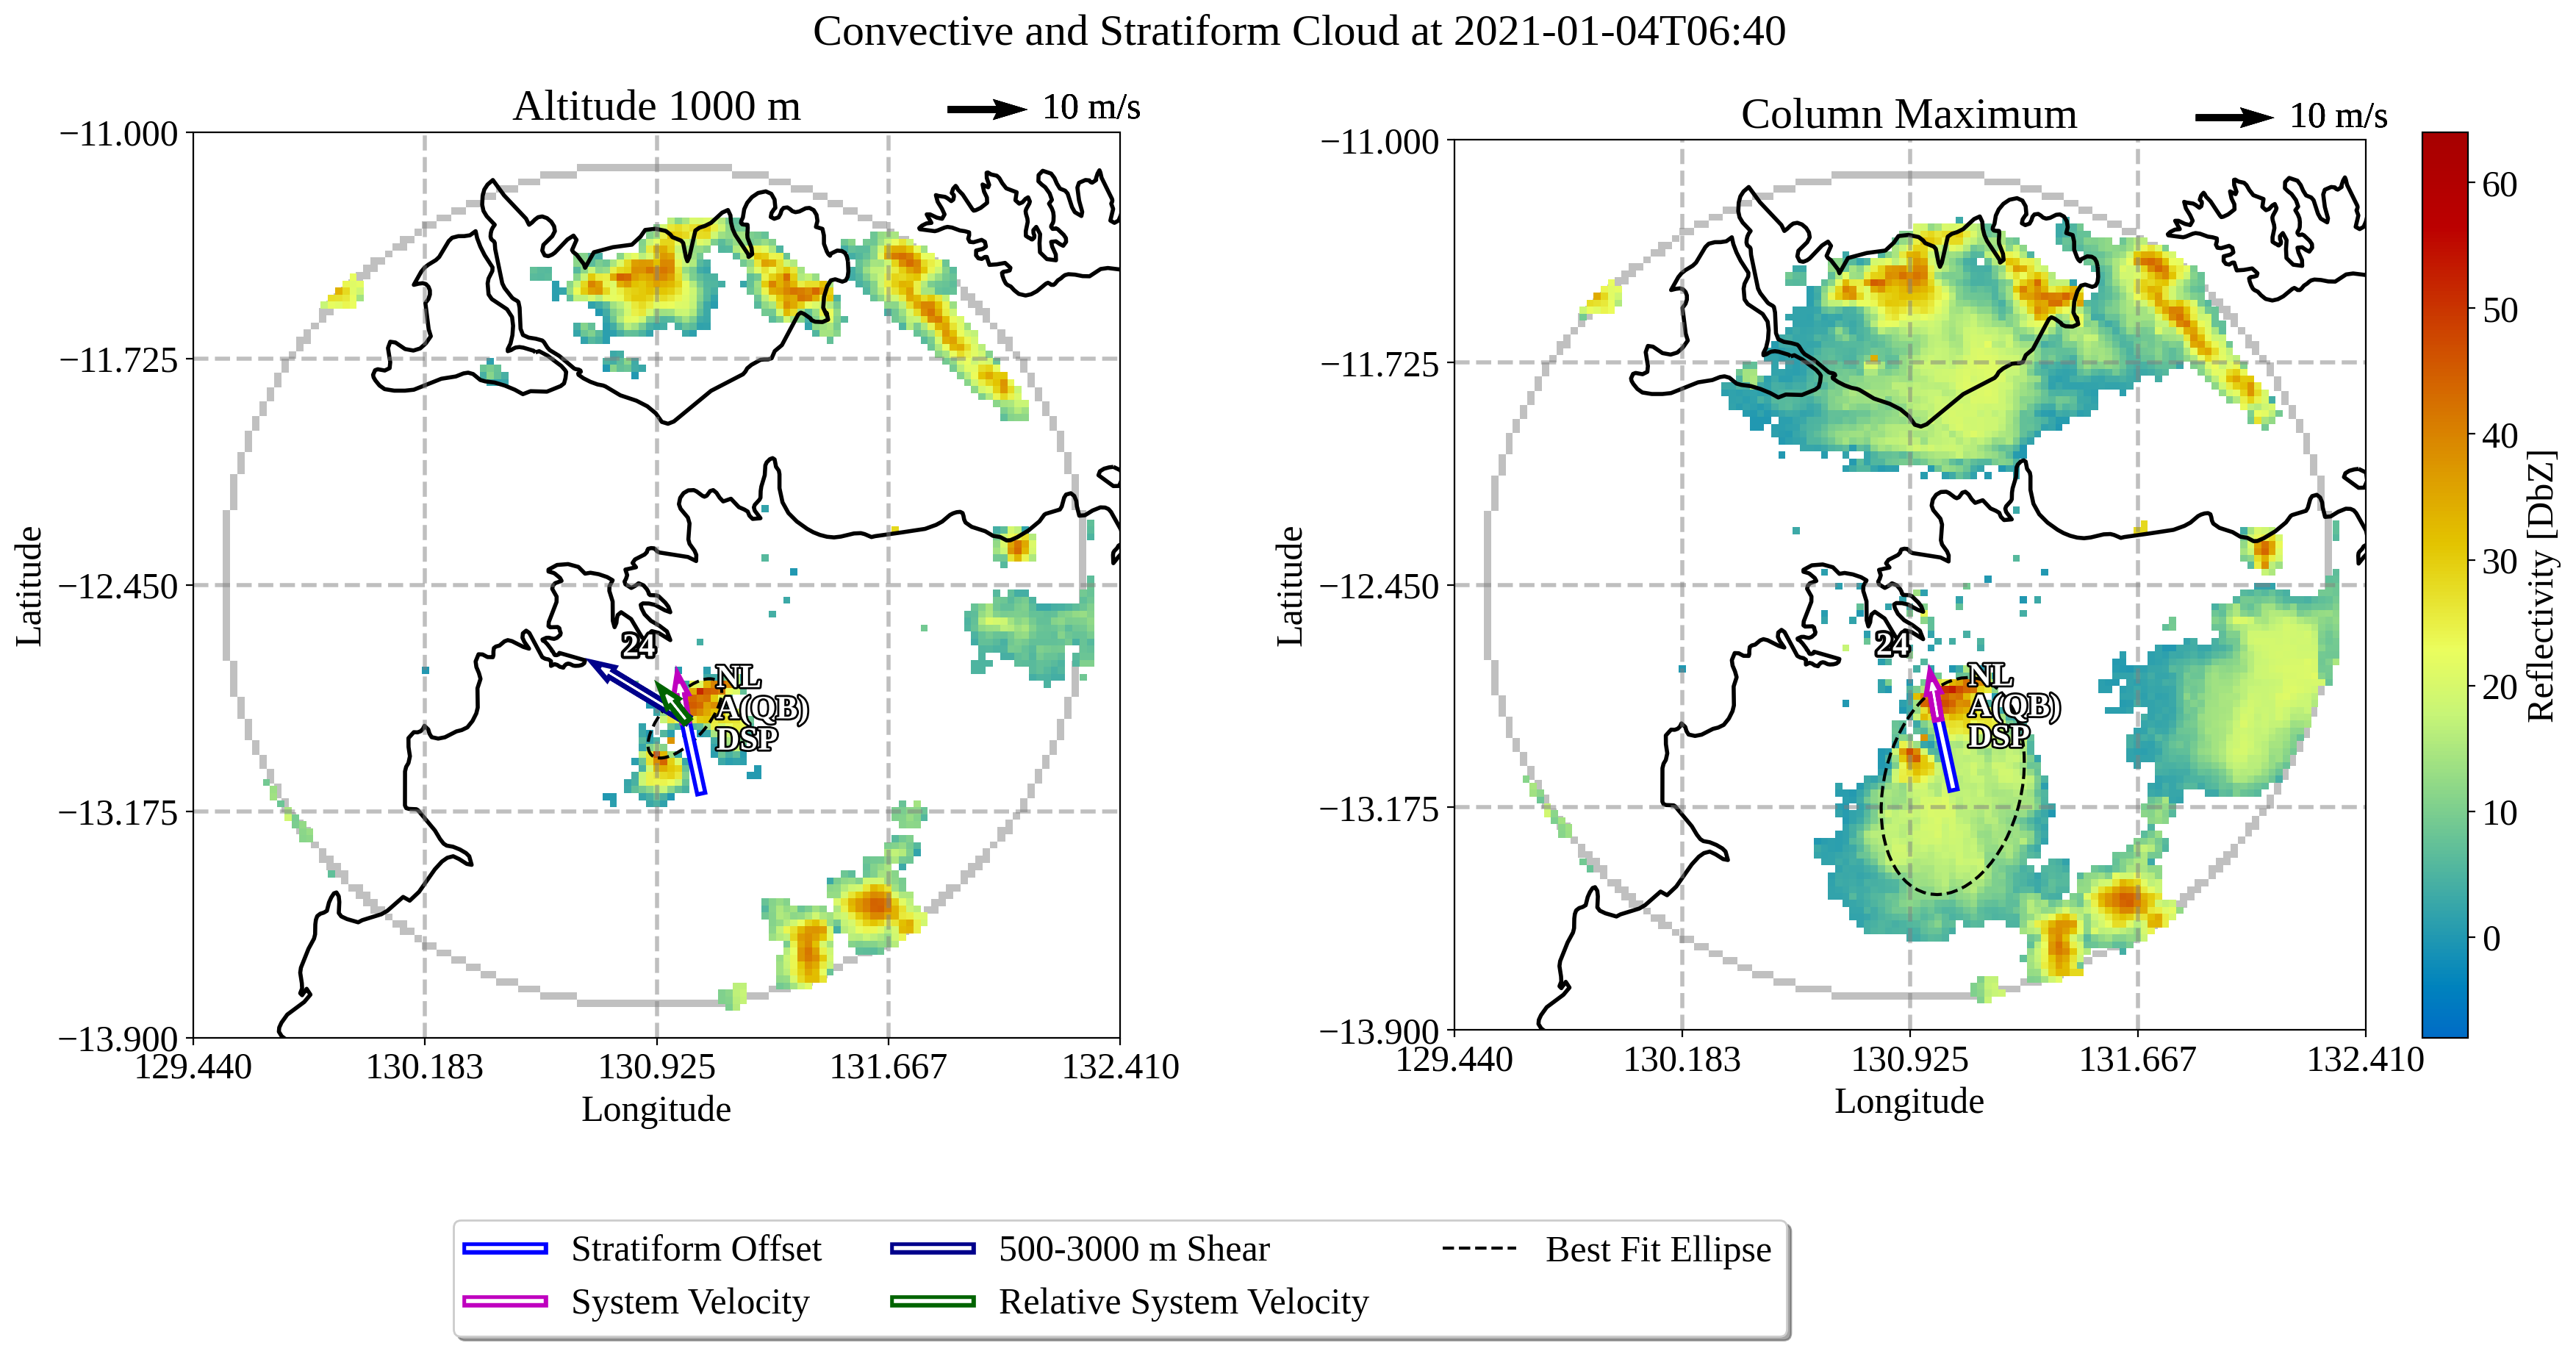 Convective and Stratiform Cloud at 2021-01-04T06:40
Altitude 1000 m
10 m/s
−11.000
−11.725
−12.450
−13.175
−13.900
129.440
130.183
130.925
131.667
132.410
Latitude
Longitude
24
NL
A(QB)
DSP
Column Maximum
10 m/s
−11.000
−11.725
−12.450
−13.175
−13.900
129.440
130.183
130.925
131.667
132.410
Latitude
Longitude
24
NL
A(QB)
DSP
60
50
40
30
20
10
0
Reflectivity [DbZ]
Stratiform Offset
System Velocity
500-3000 m Shear
Relative System Velocity
Best Fit Ellipse